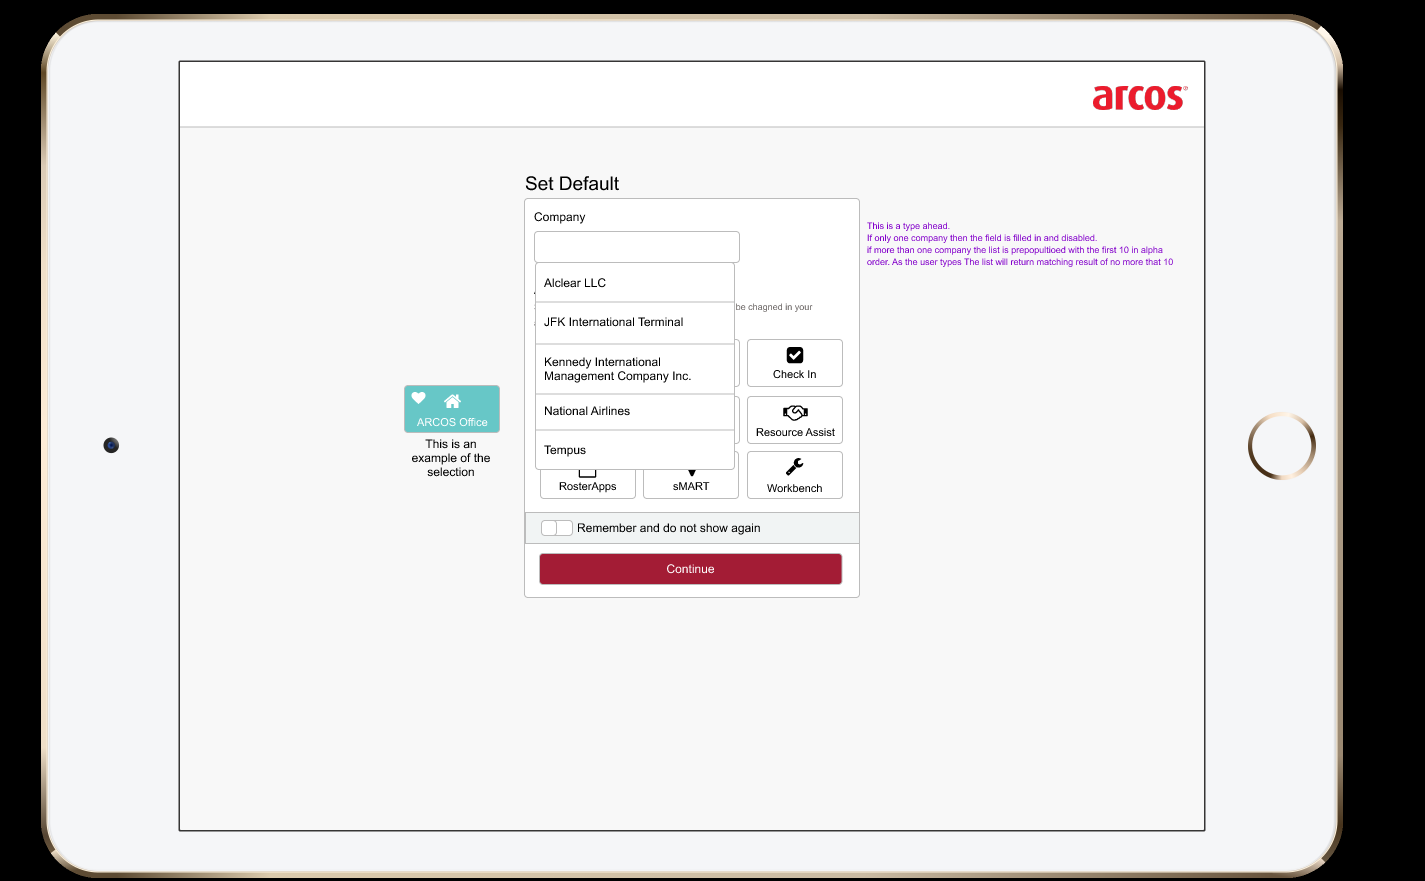 arcos
Set Default
Company
This is a type ahead.
If only one company then the field is filled in and disabled.
if more than one company the list is prepopultioed with the first 10 in alpha
order. As the user types The list will return matching result of no more that 10
Alclear LLC
be chagned in your
JFK International Terminal
Kennedy International
Management Company Inc.
Check In
National Airlines
ARCOS Office
Resource Assist
This is an
example of the
selection
Tempus
RosterApps
sMART
Workbench
Remember and do not show again
Continue